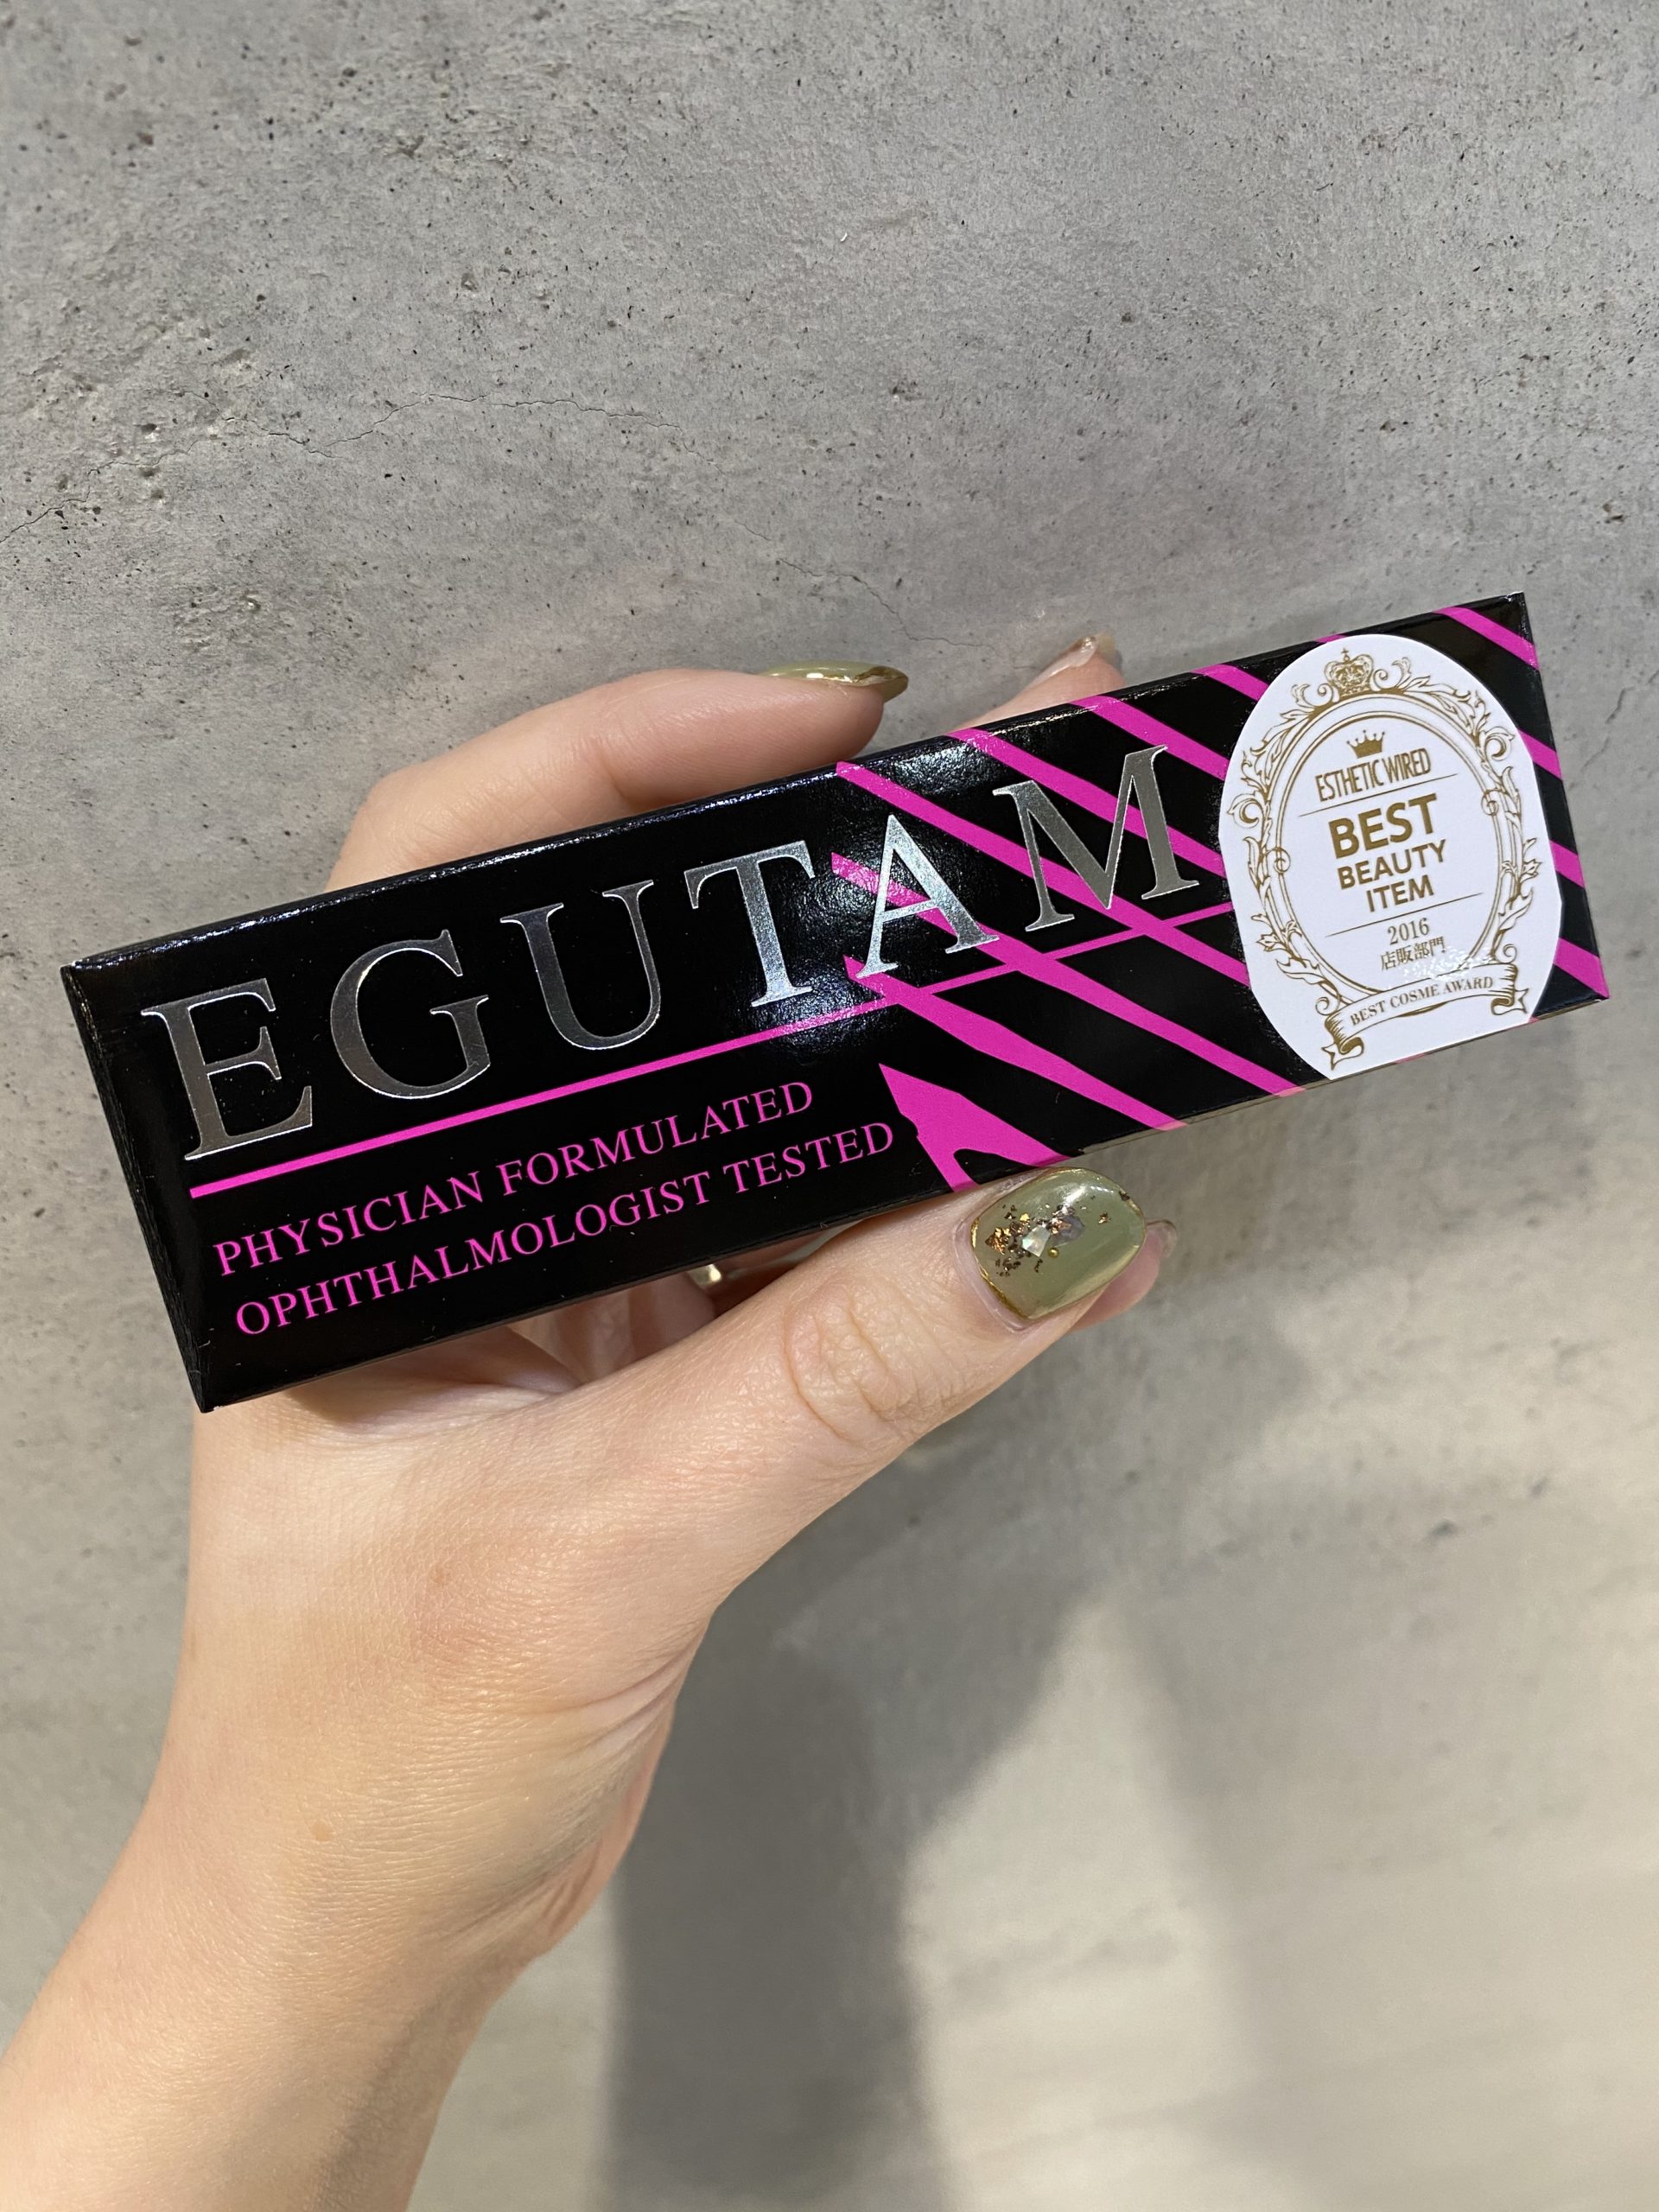 EGUTAM
PHYSICIAN FORMULATED
OPHTHALMOLOGIST TESTED
ESTHETIC WIRED
BEST
BEAUTY
ITEM
2016
店販部門
BEST COSME AWARD